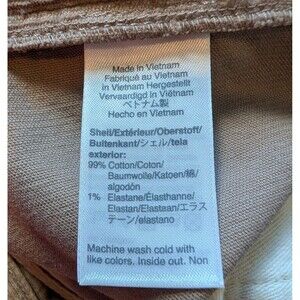 Made in Vietnam
Fabriqué au Vietnam
in Vietnam Hergestellt
Vervaardigd in Viëtnam
ベトナム製
Hecho en Vietnam
Shell/Extérieur/Oberstoff/
Buitenkant/シェル/tela
exterior:
99% Cotton/Coton/
Baumwolle/Katoen/綿/
algodón
1% Elastane/Élasthanne/
Elastan/Elastaan/エラス
テーン/elastano
Machine wash cold with
like colors. Inside out. Non